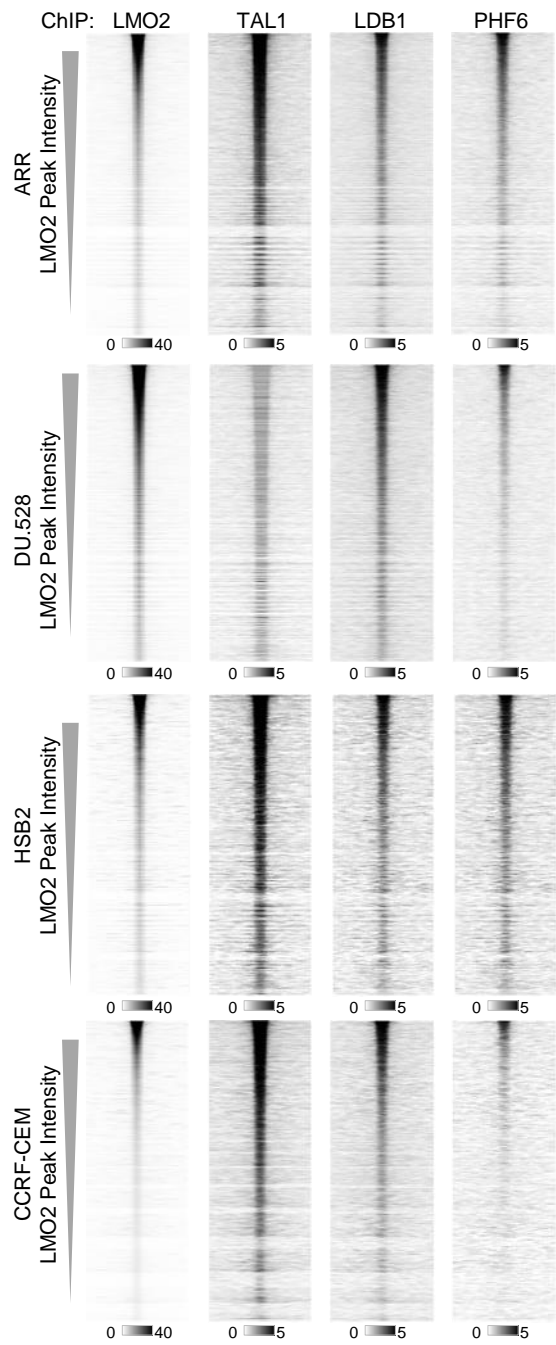 ChIP: LMO2 TAL1 LDB1 PHF6
ARR
LMO2 Peak Intensity
0 40 0 5 0 5 0 5
DU.528
LMO2 Peak Intensity
0 40 0 5 0 5 0 5
HSB2
LMO2 Peak Intensity
0 40 0 5 0 5 0 5
CCRF-CEM
LMO2 Peak Intensity
0 40 0 5 0 5 0 5